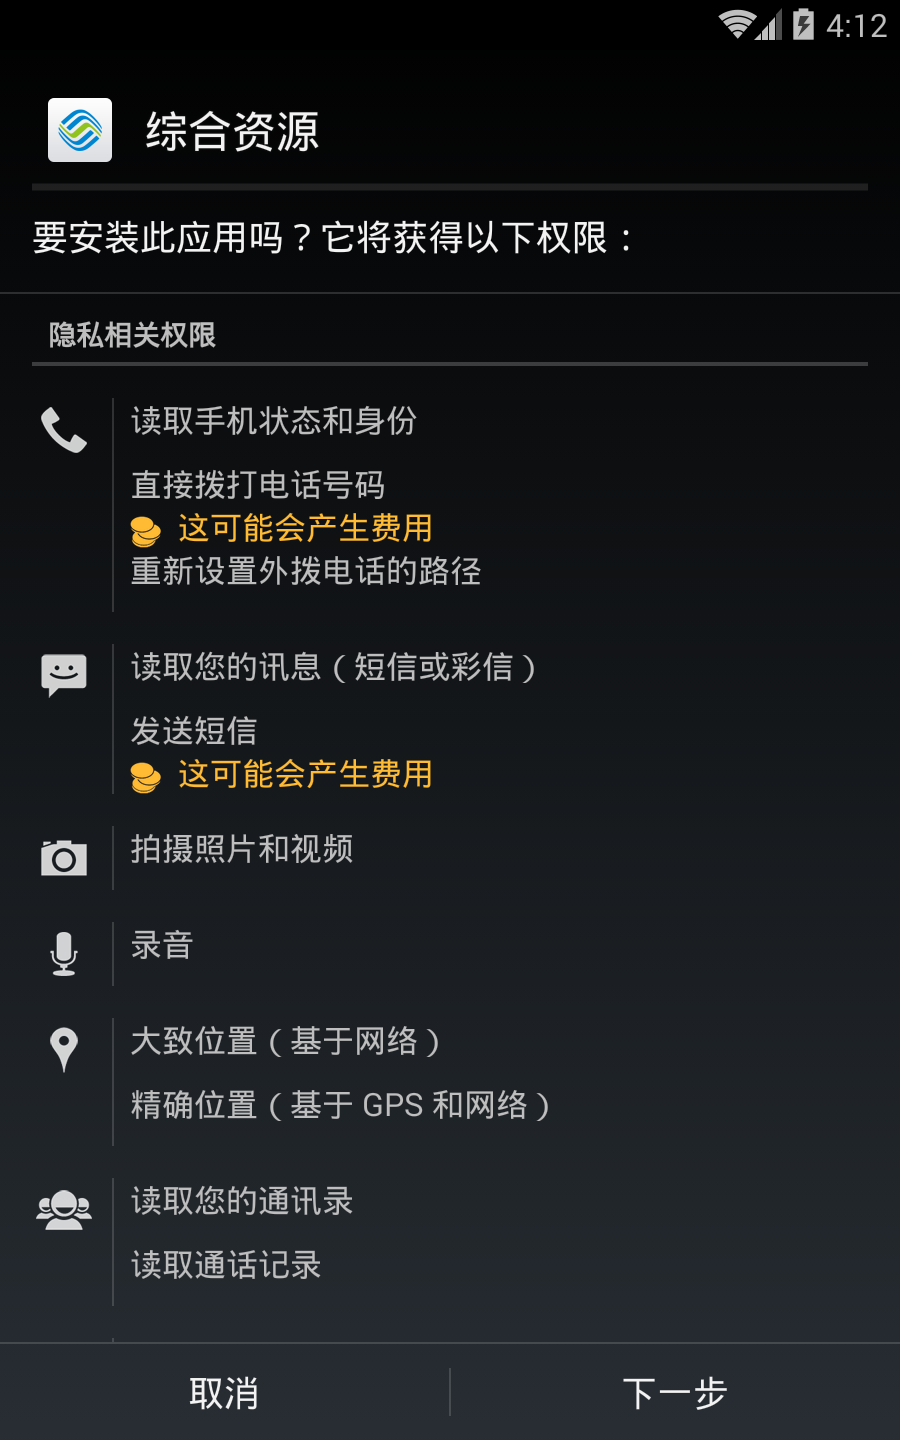 4:12
综合资源
要安装此应用吗？它将获得以下权限：
隐私相关权限
读取手机状态和身份
直接拨打电话号码
这可能会产生费用
重新设置外拨电话的路径
读取您的讯息（短信或彩信）
发送短信
这可能会产生费用
拍摄照片和视频
录音
大致位置（基于网络）
精确位置（基于 GPS 和网络）
读取您的通讯录
读取通话记录
取消
下一步